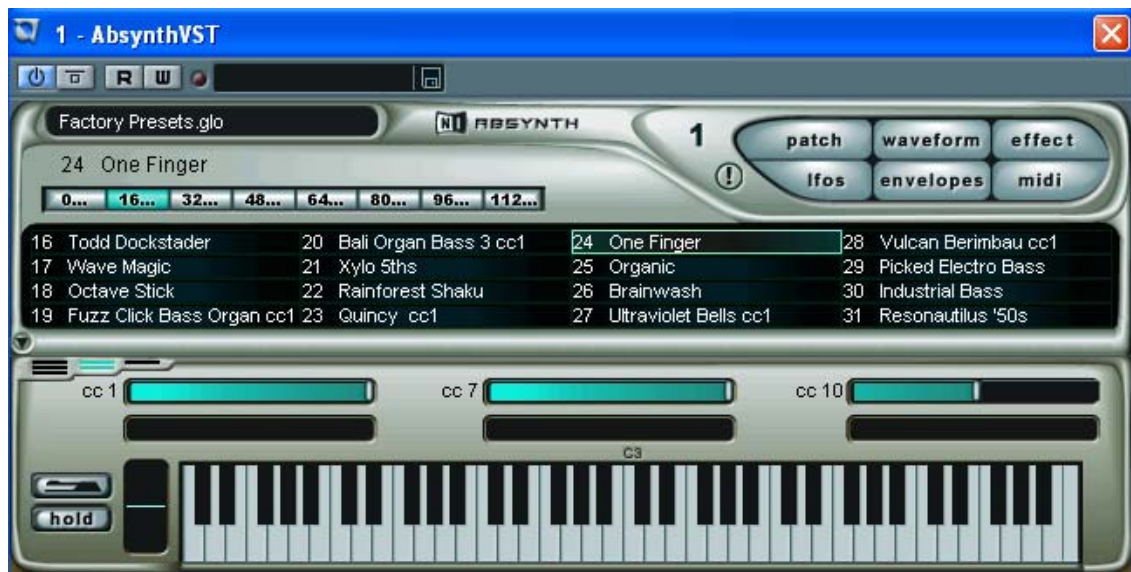 1 - AbsynthVST
R W
Factory Presets.glo
NI ABSYNTH
1
patch waveform effect
lfos envelopes midi
!
24 One Finger
0... 16... 32... 48... 64... 80... 96... 112...
16 Todd Dockstader 20 Bali Organ Bass 3 cc1 24 One Finger 28 Vulcan Berimbau cc1
17 Wave Magic 21 Xylo 5ths 25 Organic 29 Picked Electro Bass
18 Octave Stick 22 Rainforest Shaku 26 Brainwash 30 Industrial Bass
19 Fuzz Click Bass Organ cc1 23 Quincy cc1 27 Ultraviolet Bells cc1 31 Resonautilus '50s
cc 1 cc 7 cc 10
C3
hold